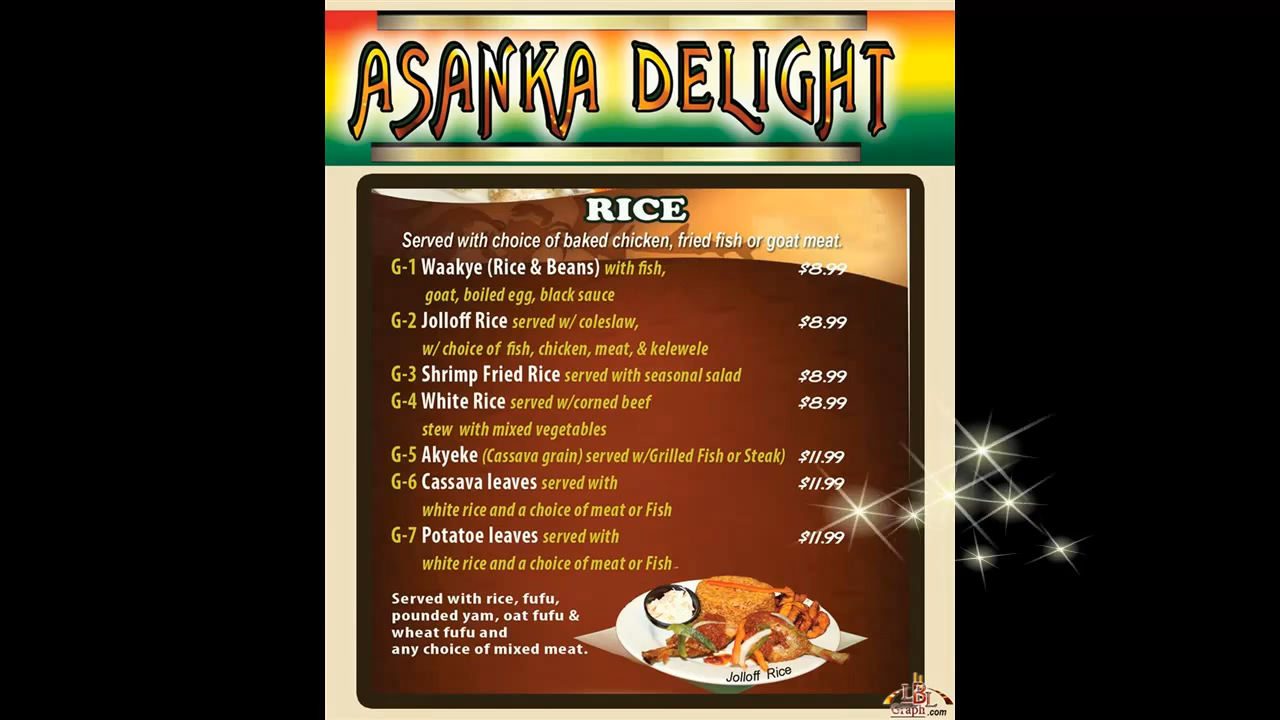 ASANKA DELIGHT
RICE
Served with choice of baked chicken, fried fish or goat meat.
G-1 Waakye (Rice & Beans) with fish, $8.99
goat, boiled egg, black sauce
G-2 Jolloff Rice served w/ coleslaw, $8.99
w/ choice of fish, chicken, meat, & kelewele
G-3 Shrimp Fried Rice served with seasonal salad $8.99
G-4 White Rice served w/corned beef $8.99
stew with mixed vegetables
G-5 Akyeke (Cassava grain) served w/Grilled Fish or Steak) $11.99
G-6 Cassava leaves served with $11.99
white rice and a choice of meat or Fish
G-7 Potatoe leaves served with $11.99
white rice and a choice of meat or Fish
Served with rice, fufu,
pounded yam, oat fufu &
wheat fufu and
any choice of mixed meat.
Jolloff Rice
LBL
Graph.com